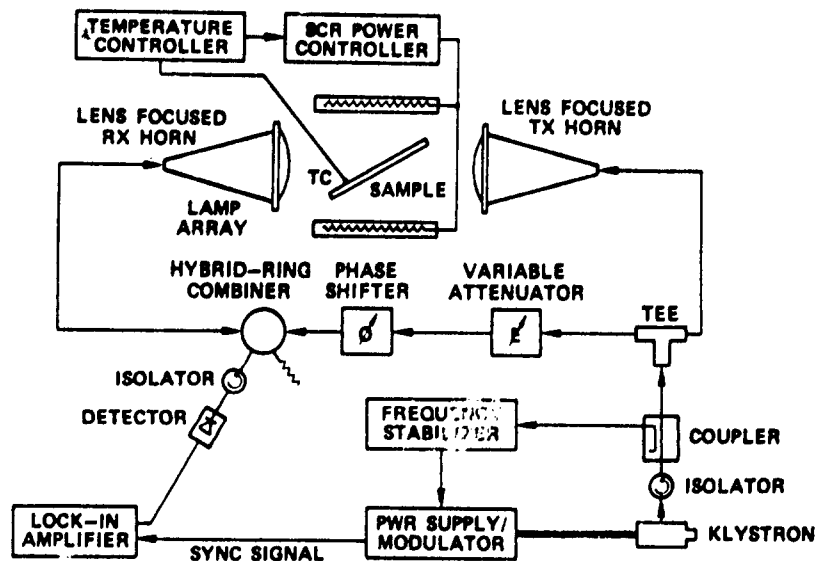 TEMPERATURE
CONTROLLER
SCR POWER
CONTROLLER
LENS FOCUSED
RX HORN
LENS FOCUSED
TX HORN
TC
SAMPLE
LAMP
ARRAY
HYBRID-RING
COMBINER
PHASE
SHIFTER
VARIABLE
ATTENUATOR
TEE
Ø
ISOLATOR
DETECTOR
FREQUENCY
STABILIZER
COUPLER
ISOLATOR
LOCK-IN
AMPLIFIER
SYNC SIGNAL
PWR SUPPLY/
MODULATOR
KLYSTRON